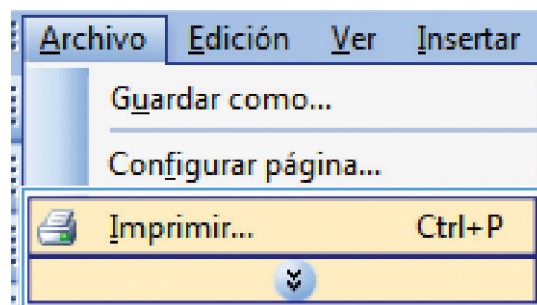 Archivo Edición Ver Insertar
Guardar como...
Configurar página...
Imprimir... Ctrl+P